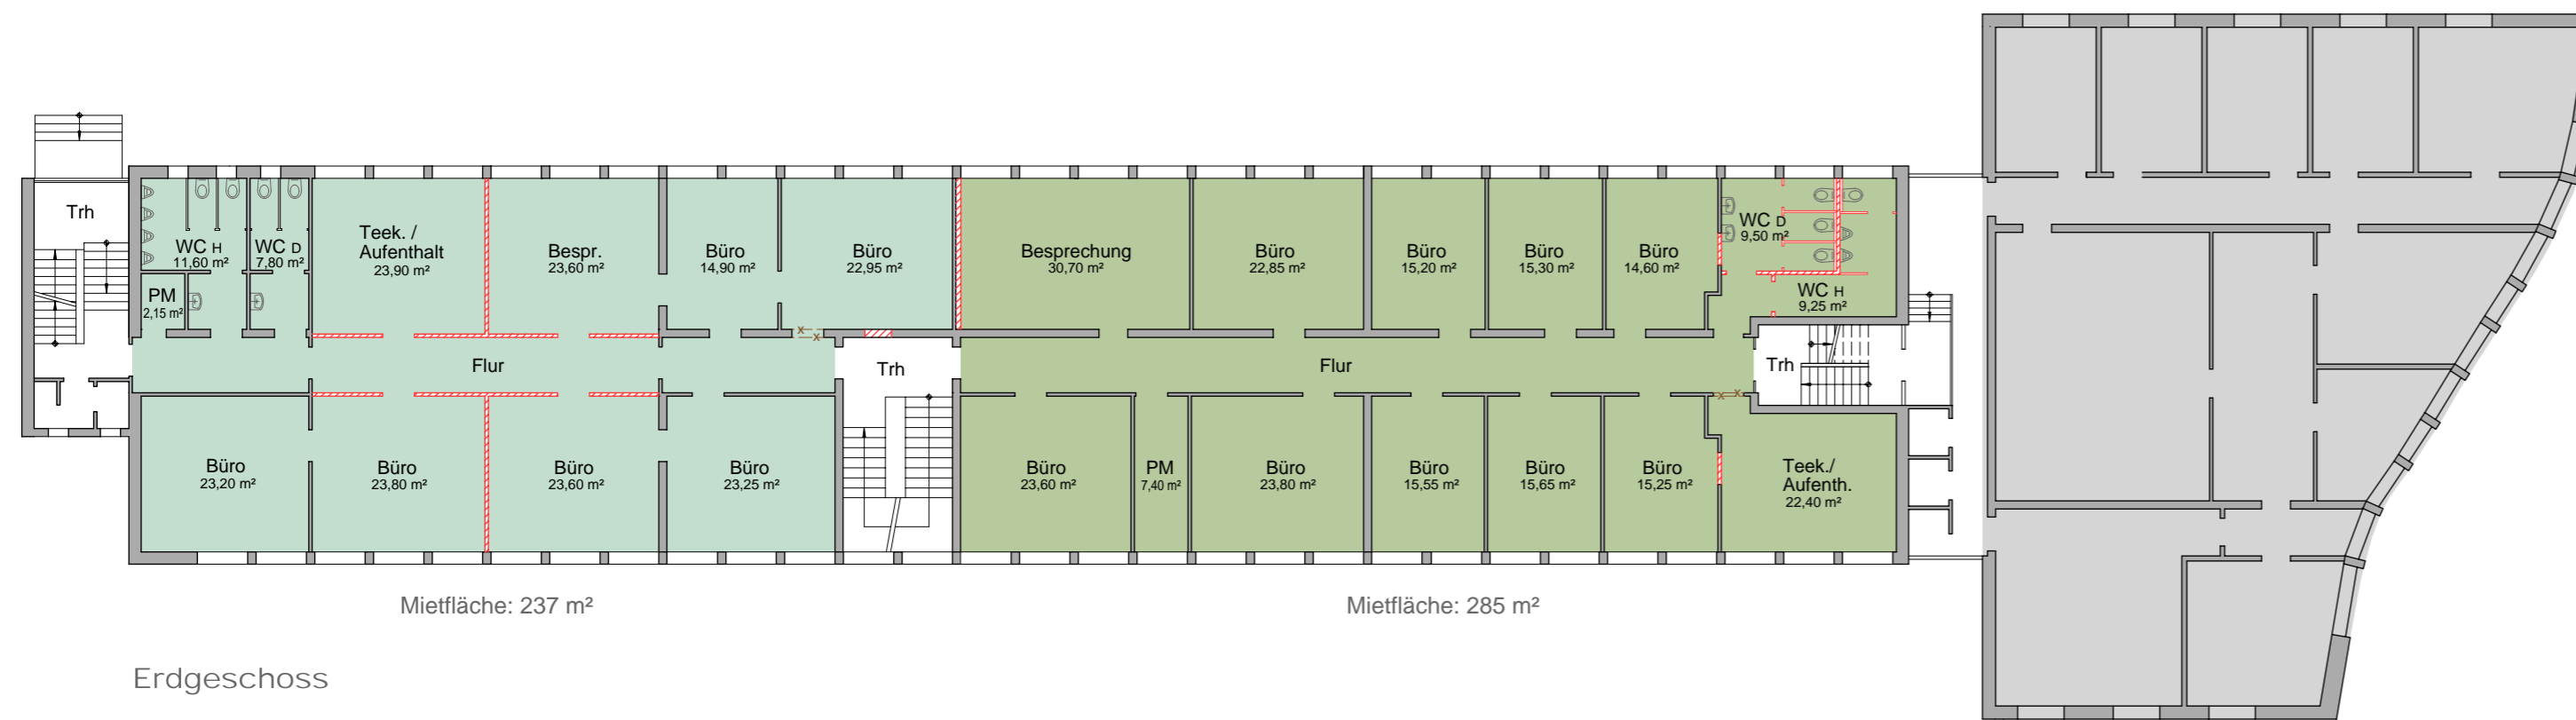 Trh
WC H
11,60 m²
WC D
7,80 m²
PM
2,15 m²
Teek. /
Aufenthalt
23,90 m²
Bespr.
23,60 m²
Büro
14,90 m²
Büro
22,95 m²
Besprechung
30,70 m²
Büro
22,85 m²
Büro
15,20 m²
Büro
15,30 m²
Büro
14,60 m²
WC D
9,50 m²
WC H
9,25 m²
Flur
Trh
Flur
Trh
Büro
23,20 m²
Büro
23,80 m²
Büro
23,60 m²
Büro
23,25 m²
Büro
23,60 m²
PM
7,40 m²
Büro
23,80 m²
Büro
15,55 m²
Büro
15,65 m²
Büro
15,25 m²
Teek./
Aufenth.
22,40 m²
Mietfläche: 237 m²
Mietfläche: 285 m²
Erdgeschoss